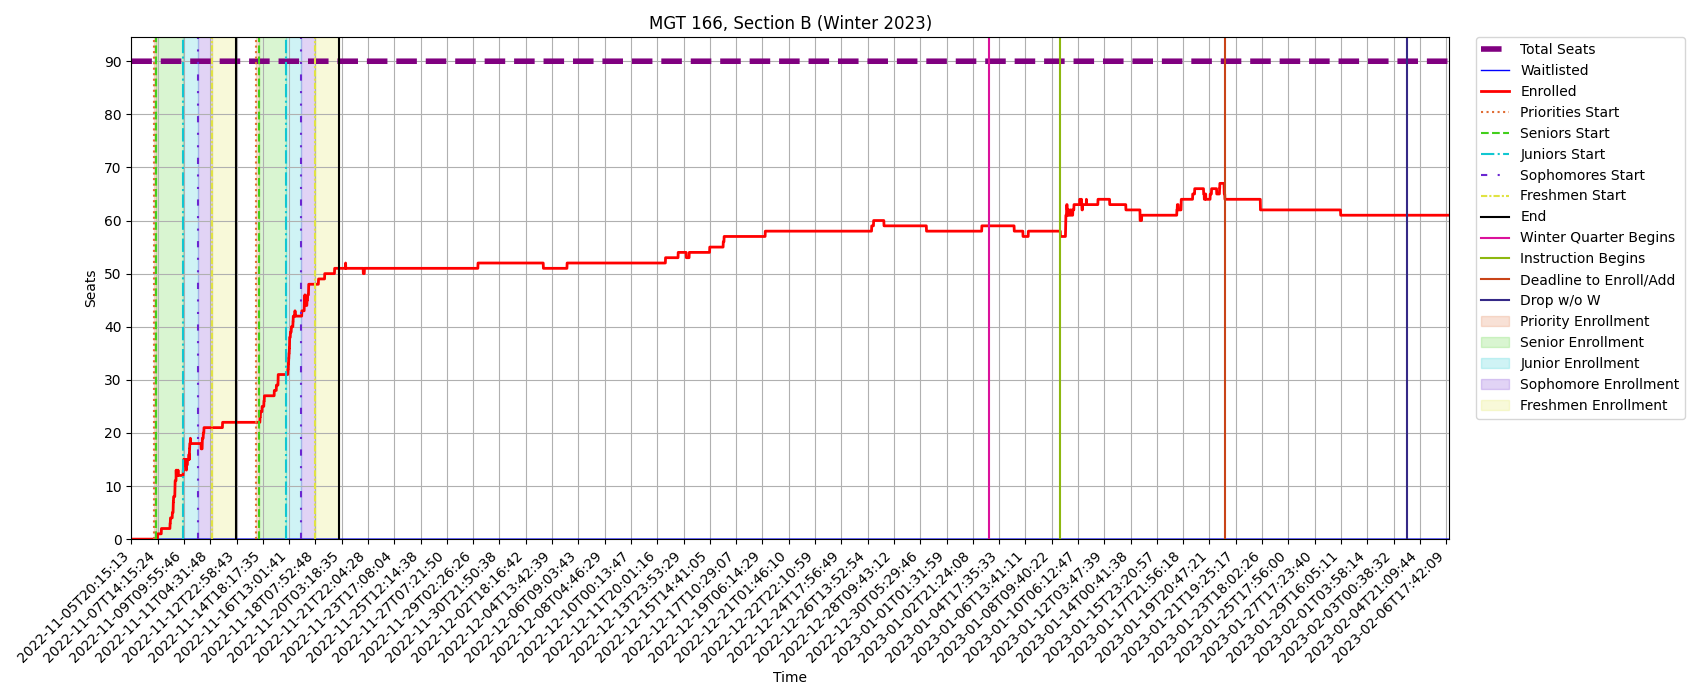 MGT 166, Section B (Winter 2023)
Seats
90
80
70
60
50
40
30
20
10
0
2022-11-05T20:15:13
2022-11-07T14:15:24
2022-11-09T09:55:46
2022-11-11T04:31:48
2022-11-12T22:58:43
2022-11-14T18:17:35
2022-11-16T13:01:41
2022-11-18T07:52:48
2022-11-20T03:18:35
2022-11-21T22:04:28
2022-11-23T17:08:04
2022-11-25T12:14:38
2022-11-27T07:21:50
2022-11-29T02:26:26
2022-11-30T21:50:38
2022-12-02T18:16:42
2022-12-04T13:42:39
2022-12-06T09:03:43
2022-12-08T04:46:29
2022-12-10T00:13:47
2022-12-11T20:01:16
2022-12-13T23:53:29
2022-12-15T14:41:05
2022-12-17T10:29:07
2022-12-19T06:14:29
2022-12-21T01:46:10
2022-12-22T22:10:59
2022-12-24T17:56:49
2022-12-26T13:52:54
2022-12-28T09:43:12
2022-12-30T05:29:46
2023-01-01T01:31:59
2023-01-02T21:24:08
2023-01-04T17:35:33
2023-01-06T13:41:11
2023-01-08T09:40:22
2023-01-10T06:12:47
2023-01-12T03:47:39
2023-01-14T00:41:38
2023-01-15T23:20:57
2023-01-17T21:56:18
2023-01-19T20:47:21
2023-01-21T19:25:17
2023-01-23T18:02:26
2023-01-25T17:56:00
2023-01-27T17:23:40
2023-01-29T16:05:11
2023-02-01T03:58:14
2023-02-03T00:38:32
2023-02-04T21:09:44
2023-02-06T17:42:09
Time
Total Seats
Waitlisted
Enrolled
Priorities Start
Seniors Start
Juniors Start
Sophomores Start
Freshmen Start
End
Winter Quarter Begins
Instruction Begins
Deadline to Enroll/Add
Drop w/o W
Priority Enrollment
Senior Enrollment
Junior Enrollment
Sophomore Enrollment
Freshmen Enrollment